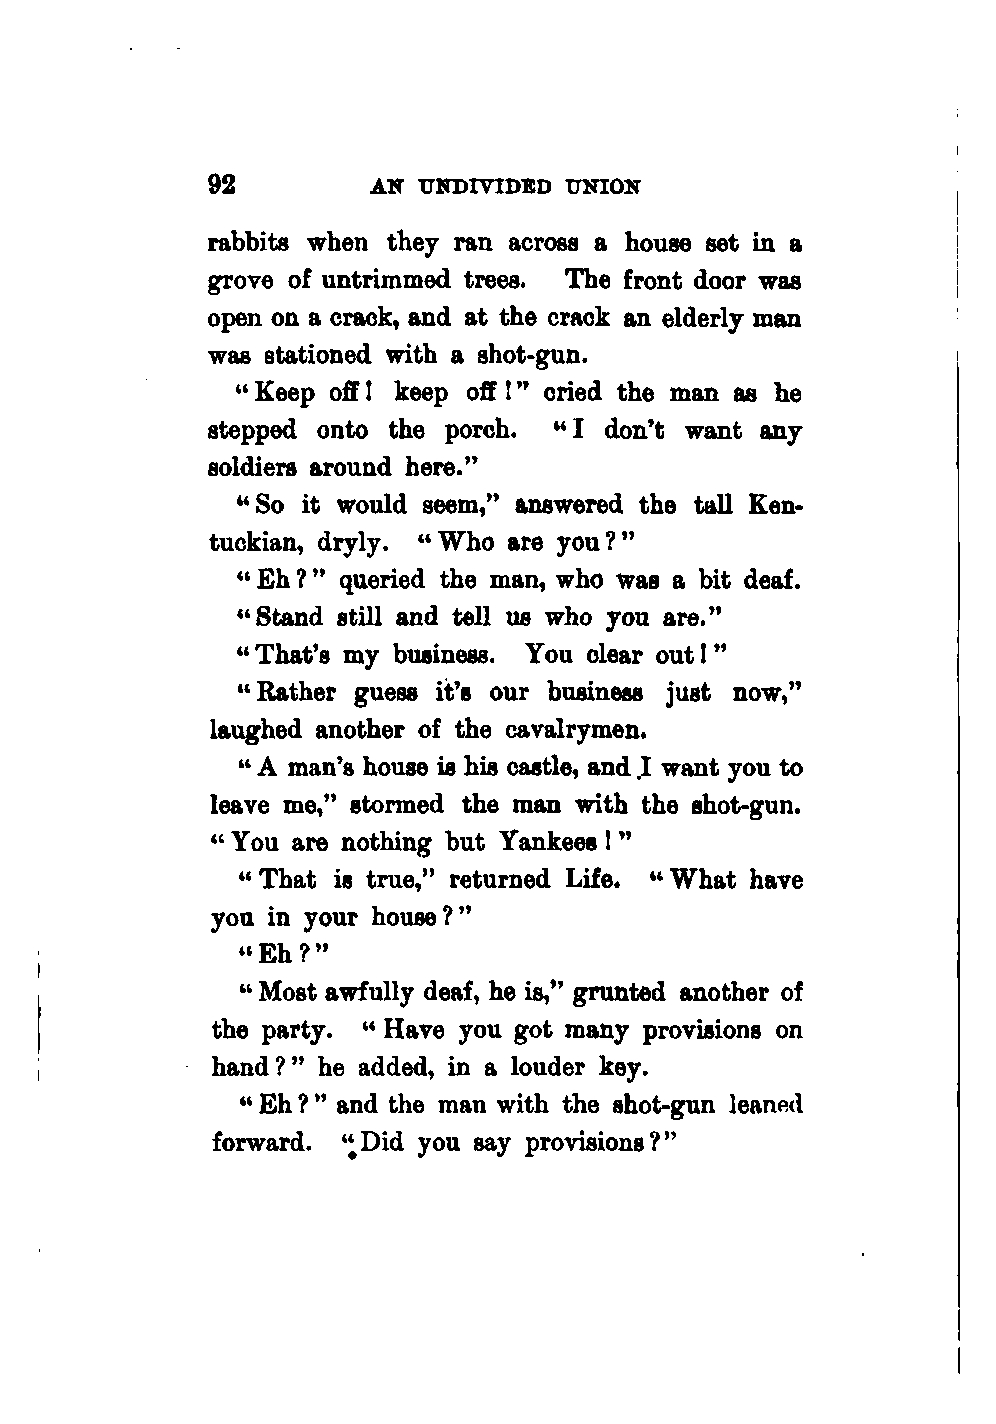 92 AN UNDIVIDED UNION
rabbits when they ran across a house set in a
grove of untrimmed trees. The front door was
open on a crack, and at the crack an elderly man
was stationed with a shot-gun.
“Keep off! keep off!” cried the man as he
stepped onto the porch. “I don’t want any
soldiers around here.”
“So it would seem,” answered the tall Ken-
tuckian, dryly. “Who are you?”
“Eh?” queried the man, who was a bit deaf.
“Stand still and tell us who you are.”
“That’s my business. You clear out!”
“Rather guess it’s our business just now,”
laughed another of the cavalrymen.
“A man’s house is his castle, and I want you to
leave me,” stormed the man with the shot-gun.
“You are nothing but Yankees!”
“That is true,” returned Life. “What have
you in your house?”
“Eh?”
“Most awfully deaf, he is,” grunted another of
the party. “Have you got many provisions on
hand?” he added, in a louder key.
“Eh?” and the man with the shot-gun leaned
forward. “Did you say provisions?”